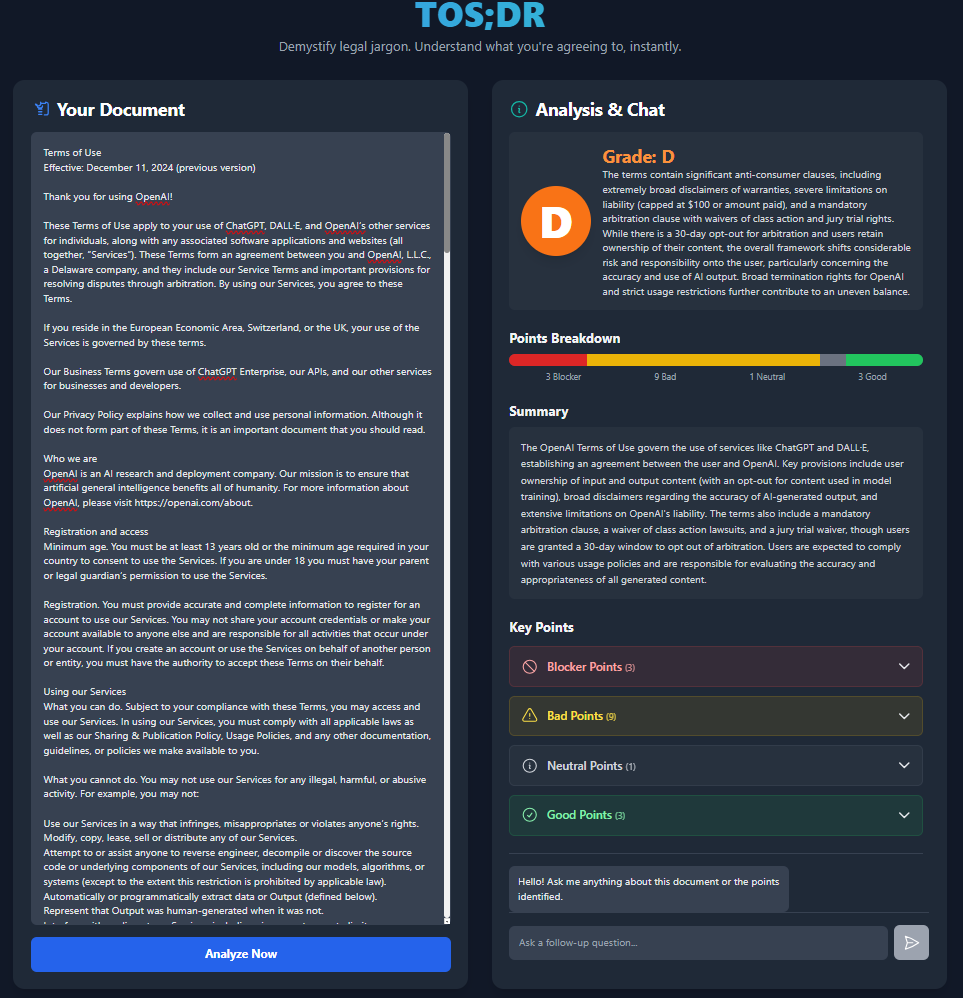 TOS;DR
Demystify legal jargon. Understand what you're agreeing to, instantly.
Your Document
Terms of Use
Effective: December 11, 2024 (previous version)
Thank you for using OpenAI!
These Terms of Use apply to your use of ChatGPT, DALL·E, and OpenAI's other services
for individuals, along with any associated software applications and websites (all
together, “Services”). These Terms form an agreement between you and OpenAI, L.L.C.,
a Delaware company, and they include our Service Terms and important provisions for
resolving disputes through arbitration. By using our Services, you agree to these
Terms.
If you reside in the European Economic Area, Switzerland, or the UK, your use of the
Services is governed by these terms.
Our Business Terms govern use of ChatGPT Enterprise, our APIs, and our other services
for businesses and developers.
Our Privacy Policy explains how we collect and use personal information. Although it
does not form part of these Terms, it is an important document that you should read.
Who we are
OpenAI is an AI research and deployment company. Our mission is to ensure that
artificial general intelligence benefits all of humanity. For more information about
OpenAI, please visit https://openai.com/about.
Registration and access
Minimum age. You must be at least 13 years old or the minimum age required in your
country to consent to use the Services. If you are under 18 you must have your parent
or legal guardian's permission to use the Services.
Registration. You must provide accurate and complete information to register for an
account to use our Services. You may not share your account credentials or make your
account available to anyone else and are responsible for all activities that occur under
your account. If you create an account or use the Services on behalf of another person
or entity, you must have the authority to accept these Terms on their behalf.
Using our Services
What you can do. Subject to your compliance with these Terms, you may access and
use our Services. In using our Services, you must comply with all applicable laws as
well as our Sharing & Publication Policy, Usage Policies, and any other documentation,
guidelines, or policies we make available to you.
What you cannot do. You may not use our Services for any illegal, harmful, or abusive
activity. For example, you may not:
Use our Services in a way that infringes, misappropriates or violates anyone's rights.
Modify, copy, lease, sell or distribute any of our Services.
Attempt to or assist anyone to reverse engineer, decompile or discover the source
code or underlying components of our Services, including our models, algorithms, or
systems (except to the extent this restriction is prohibited by applicable law).
Automatically or programmatically extract data or Output (defined below).
Represent that Output was human-generated when it was not.
Analyze Now
Analysis & Chat
D
Grade: D
The terms contain significant anti-consumer clauses, including
extremely broad disclaimers of warranties, severe limitations on
liability (capped at $100 or amount paid), and a mandatory
arbitration clause with waivers of class action and jury trial rights.
While there is a 30-day opt-out for arbitration and users retain
ownership of their content, the overall framework shifts considerable
risk and responsibility onto the user, particularly concerning the
accuracy and use of AI output. Broad termination rights for OpenAI
and strict usage restrictions further contribute to an uneven balance.
Points Breakdown
3 Blocker
9 Bad
1 Neutral
3 Good
Summary
The OpenAI Terms of Use govern the use of services like ChatGPT and DALL·E,
establishing an agreement between the user and OpenAI. Key provisions include user
ownership of input and output content (with an opt-out for content used in model
training), broad disclaimers regarding the accuracy of AI-generated output, and
extensive limitations on OpenAI's liability. The terms also include a mandatory
arbitration clause, a waiver of class action lawsuits, and a jury trial waiver, though users
are granted a 30-day window to opt out of arbitration. Users are expected to comply
with various usage policies and are responsible for evaluating the accuracy and
appropriateness of all generated content.
Key Points
Blocker Points (3)
Bad Points (9)
Neutral Points (1)
Good Points (3)
Hello! Ask me anything about this document or the points
identified.
Ask a follow-up question...